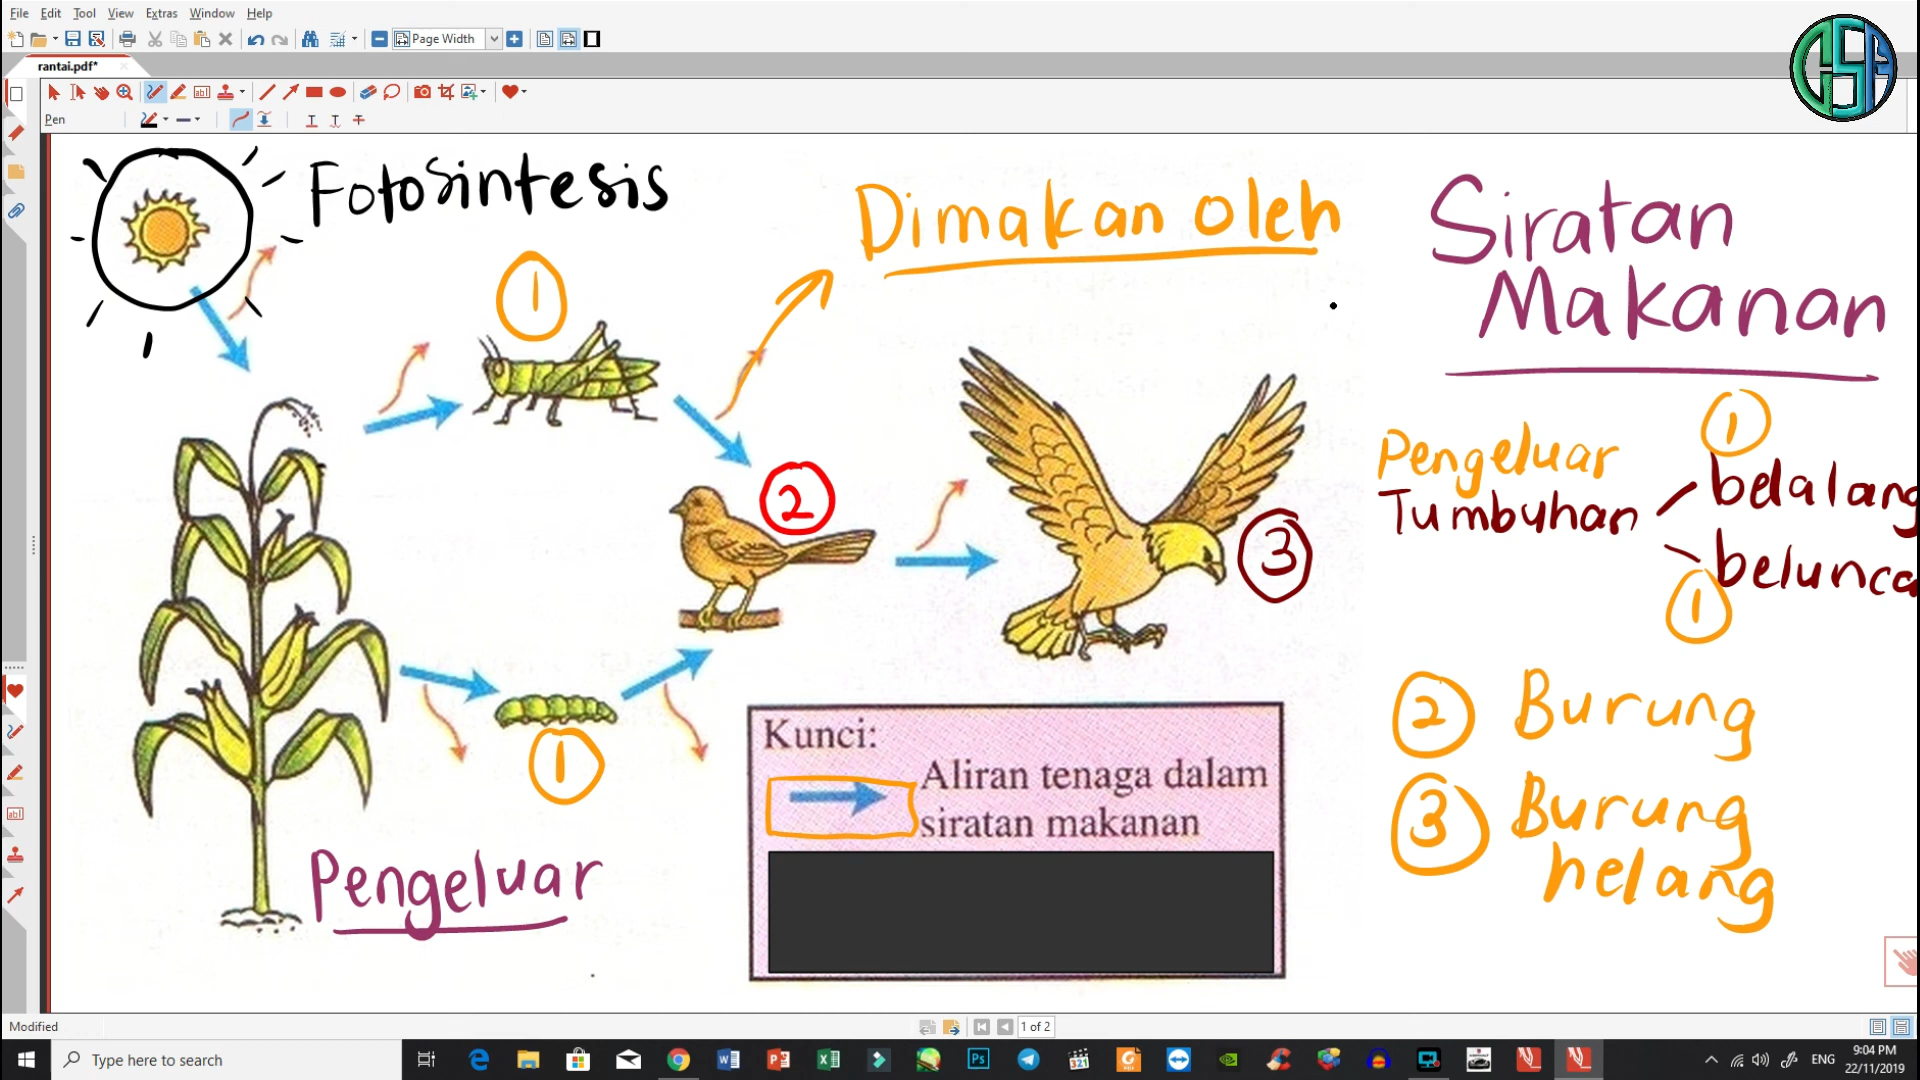 File Edit Tool View Extras Window Help
Page Width
rantai.pdf*
Pen
Fotosintesis
Dimakan oleh
Siratan
Makanan
1
1
Pengeluar
belalang
Tumbuhan
belunca
1
2
3
2 Burung
1
Kunci:
Aliran tenaga dalam
siratan makanan
3 Burung
helang
Pengeluar
Modified
1 of 2
Type here to search
ENG
9:04 PM
22/11/2019